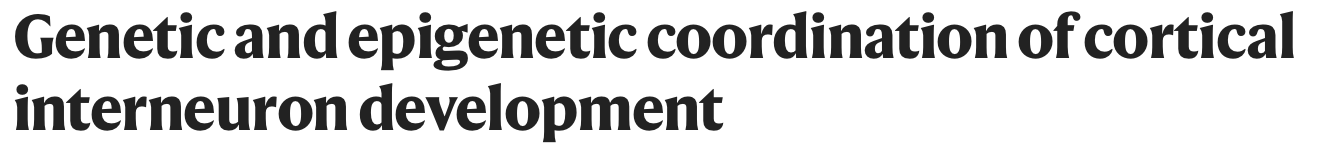 Genetic and epigenetic coordination of cortical
interneuron development